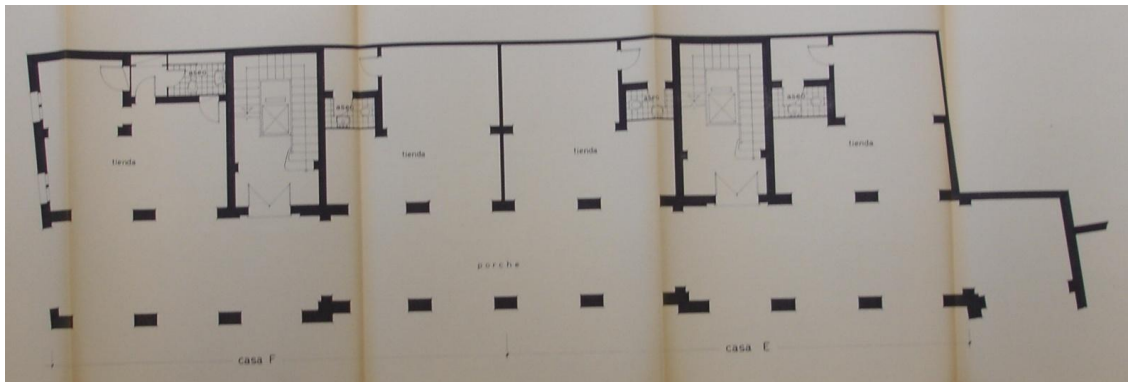 aseo
aseo
aseo
aseo
tienda
tienda
tienda
tienda
porche
casa F
casa E